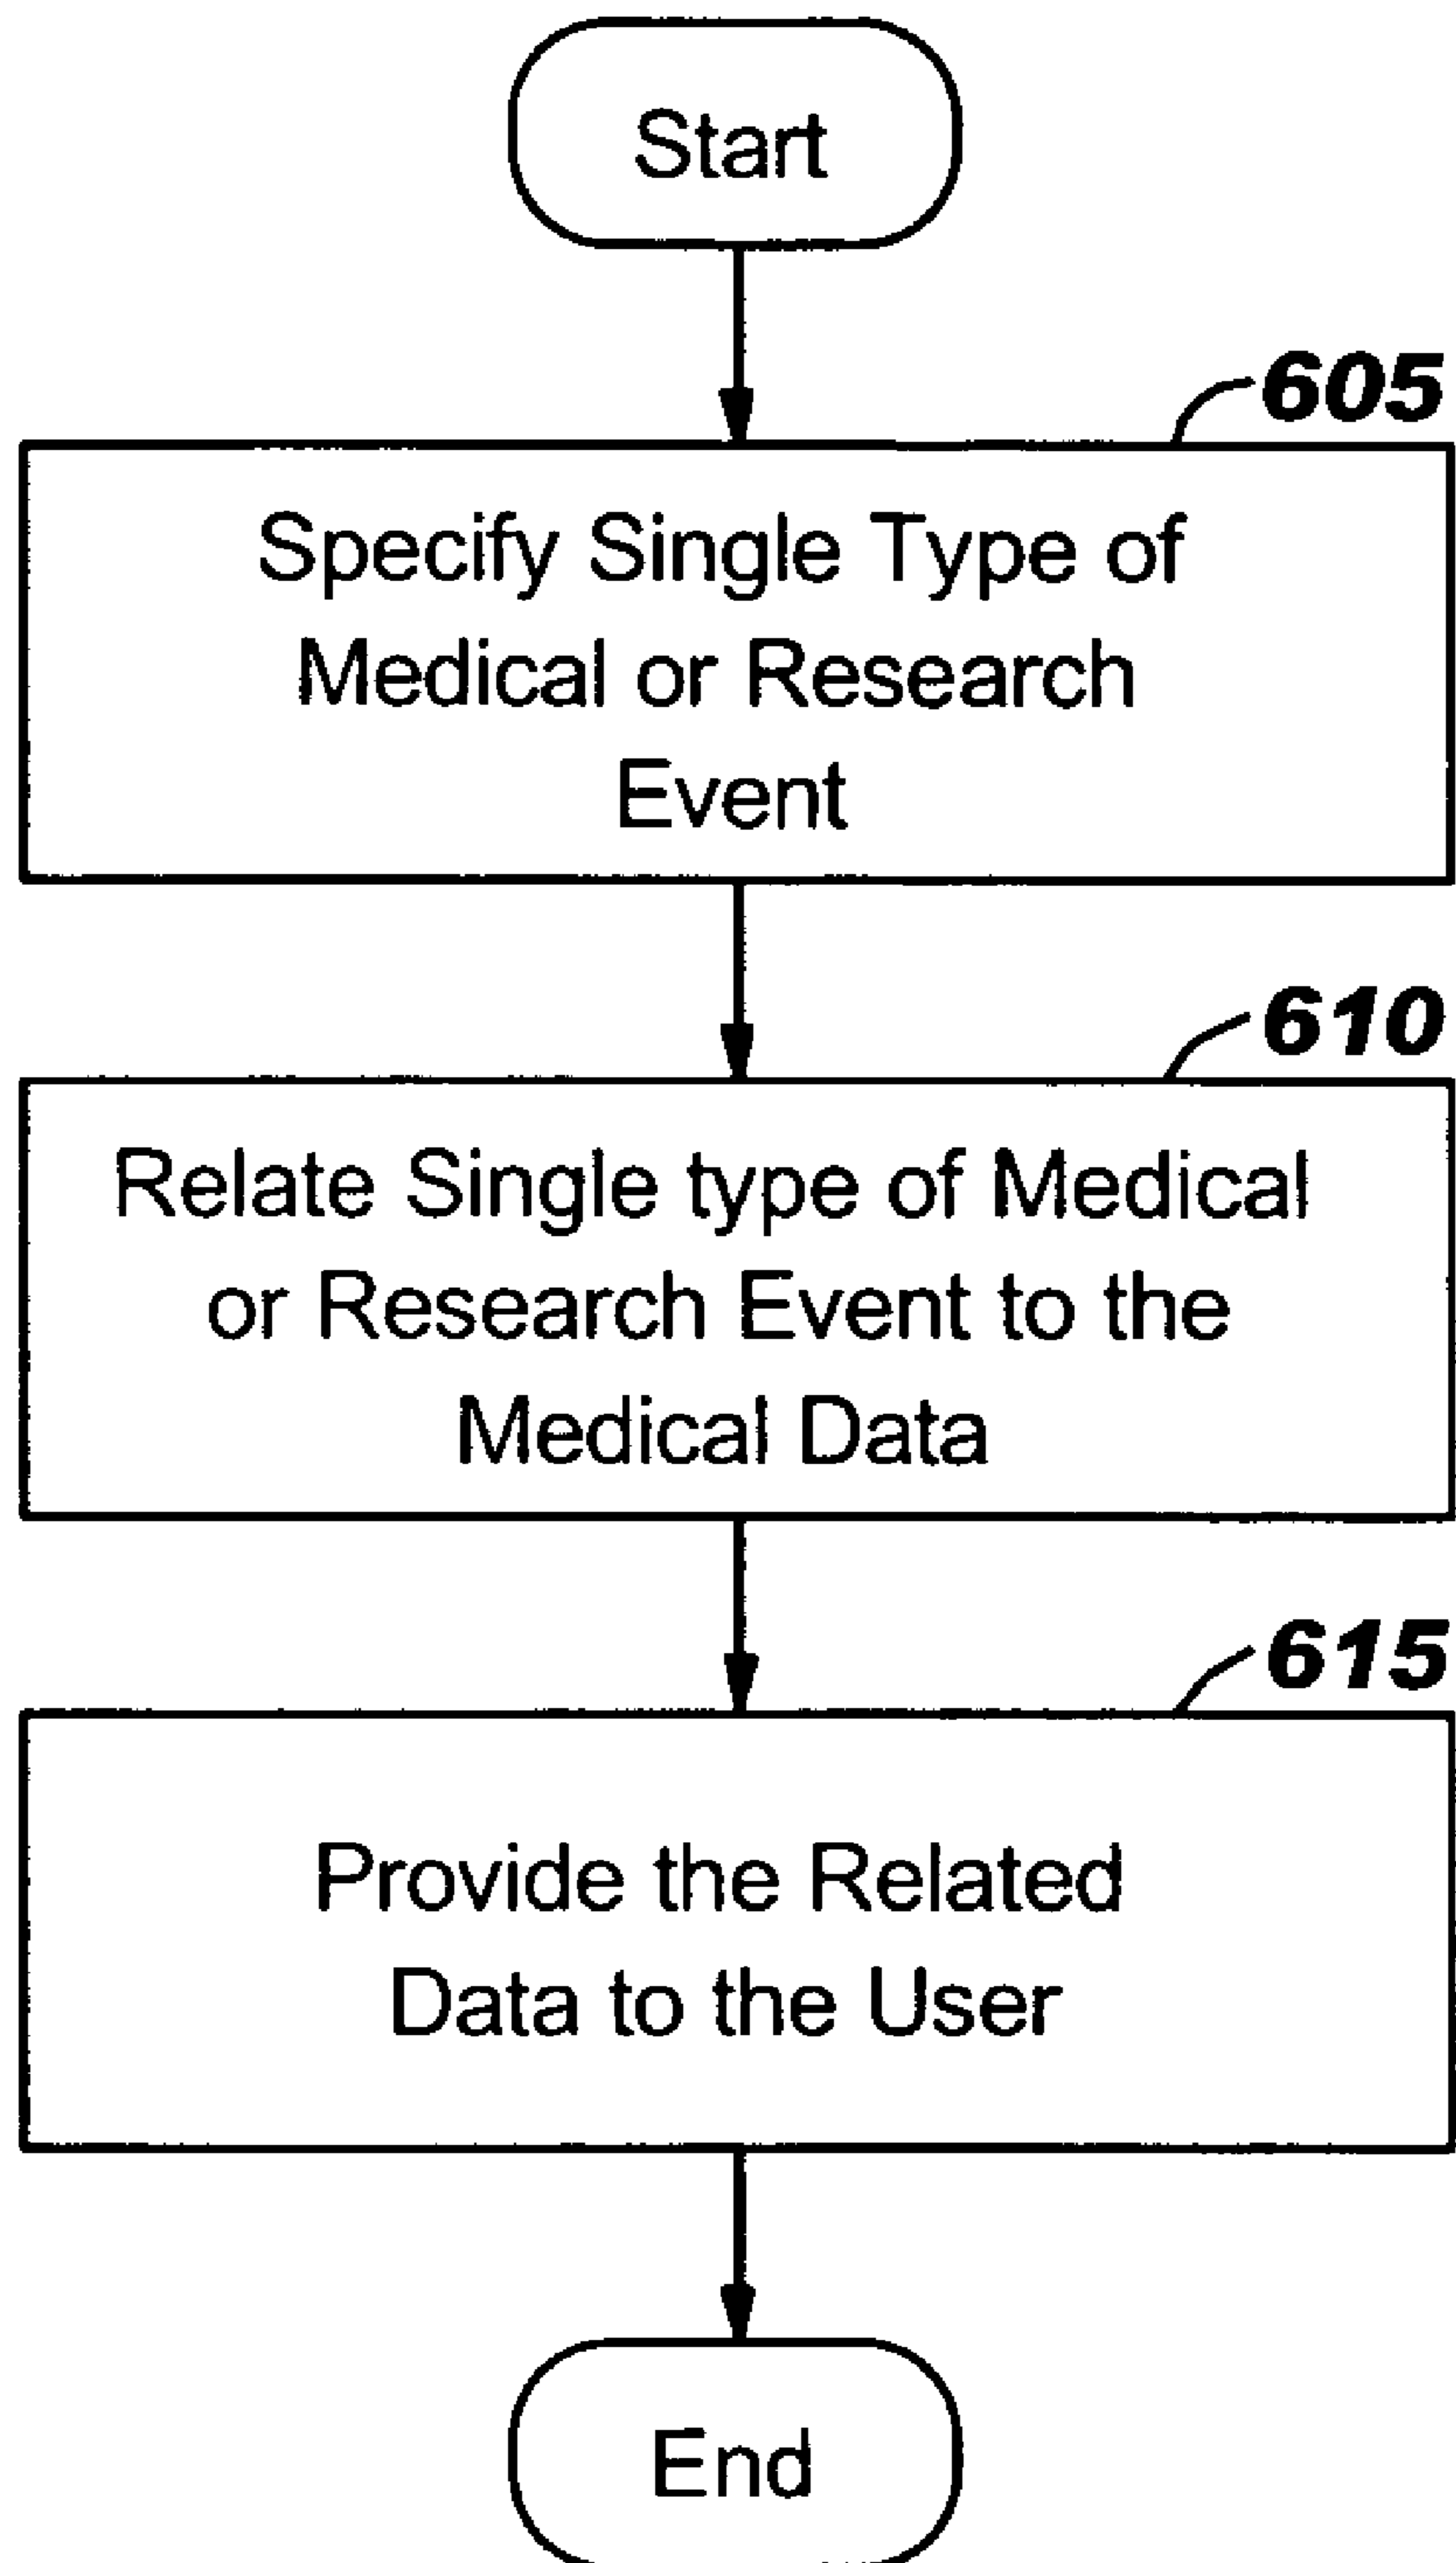 Start
605
Specify Single Type of
Medical or Research
Event
610
Relate Single type of Medical
or Research Event to the
Medical Data
615
Provide the Related
Data to the User
End